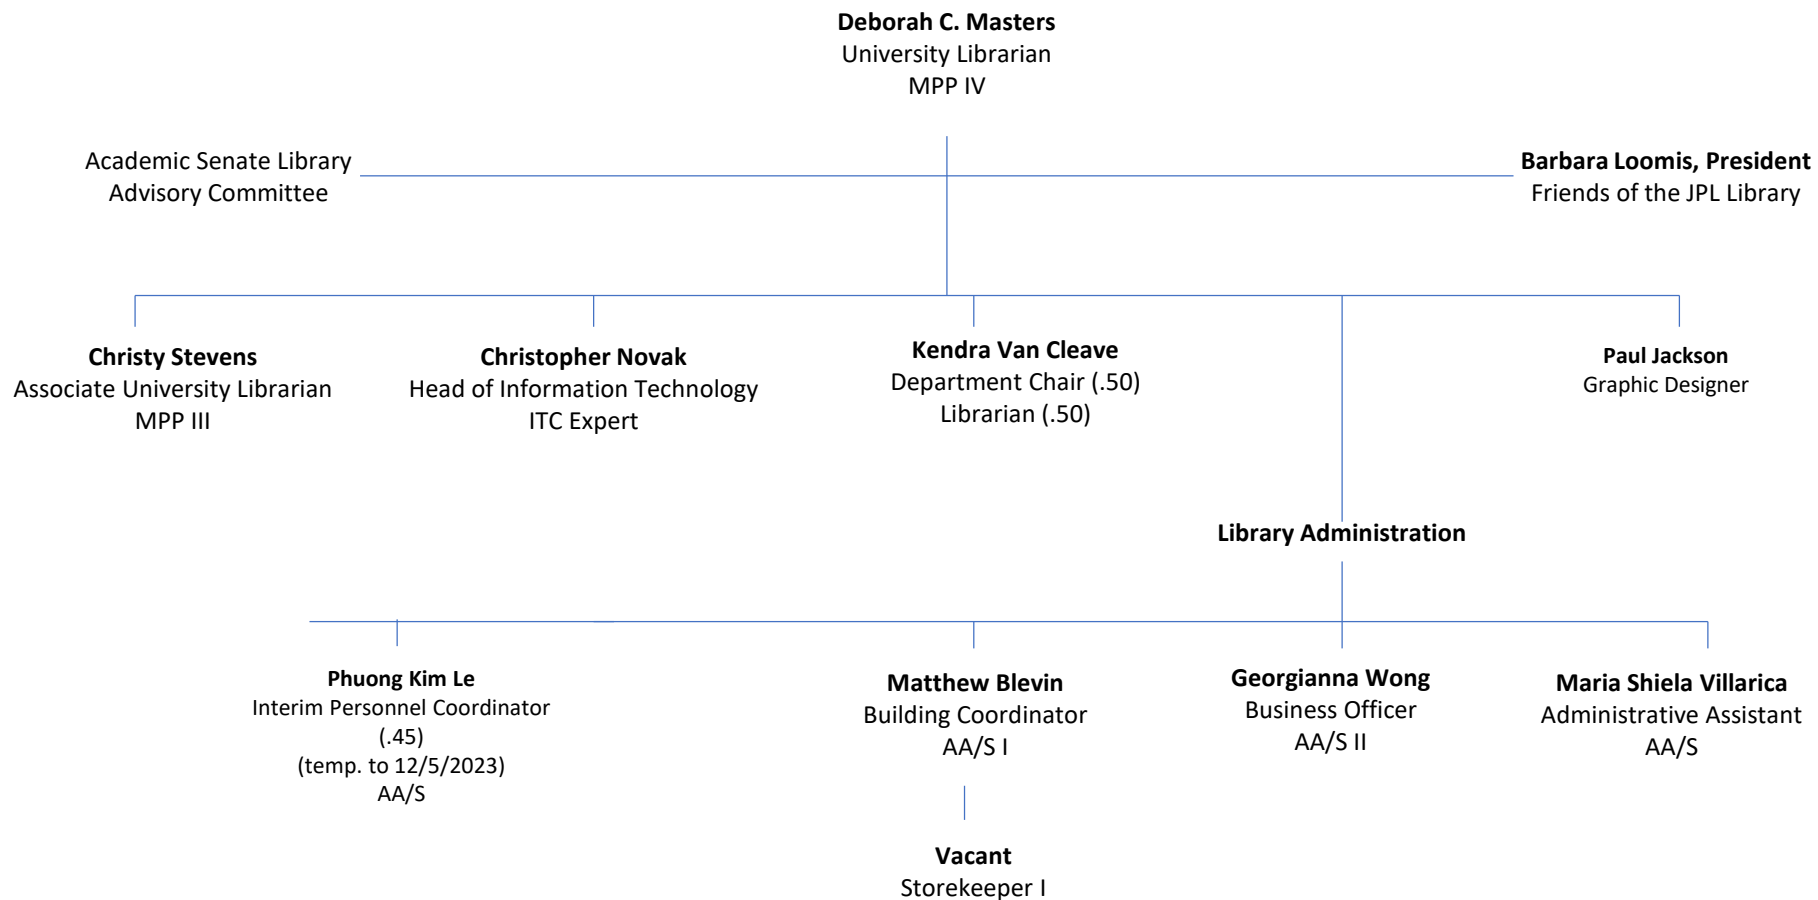 Deborah C. Masters
University Librarian
MPP IV
Academic Senate Library
Advisory Committee
Barbara Loomis, President
Friends of the JPL Library
Christy Stevens
Associate University Librarian
MPP III
Christopher Novak
Head of Information Technology
ITC Expert
Kendra Van Cleave
Department Chair (.50)
Librarian (.50)
Paul Jackson
Graphic Designer
Library Administration
Phuong Kim Le
Interim Personnel Coordinator
(.45)
(temp. to 12/5/2023)
AA/S
Matthew Blevin
Building Coordinator
AA/S I
Georgianna Wong
Business Officer
AA/S II
Maria Shiela Villarica
Administrative Assistant
AA/S
Vacant
Storekeeper I